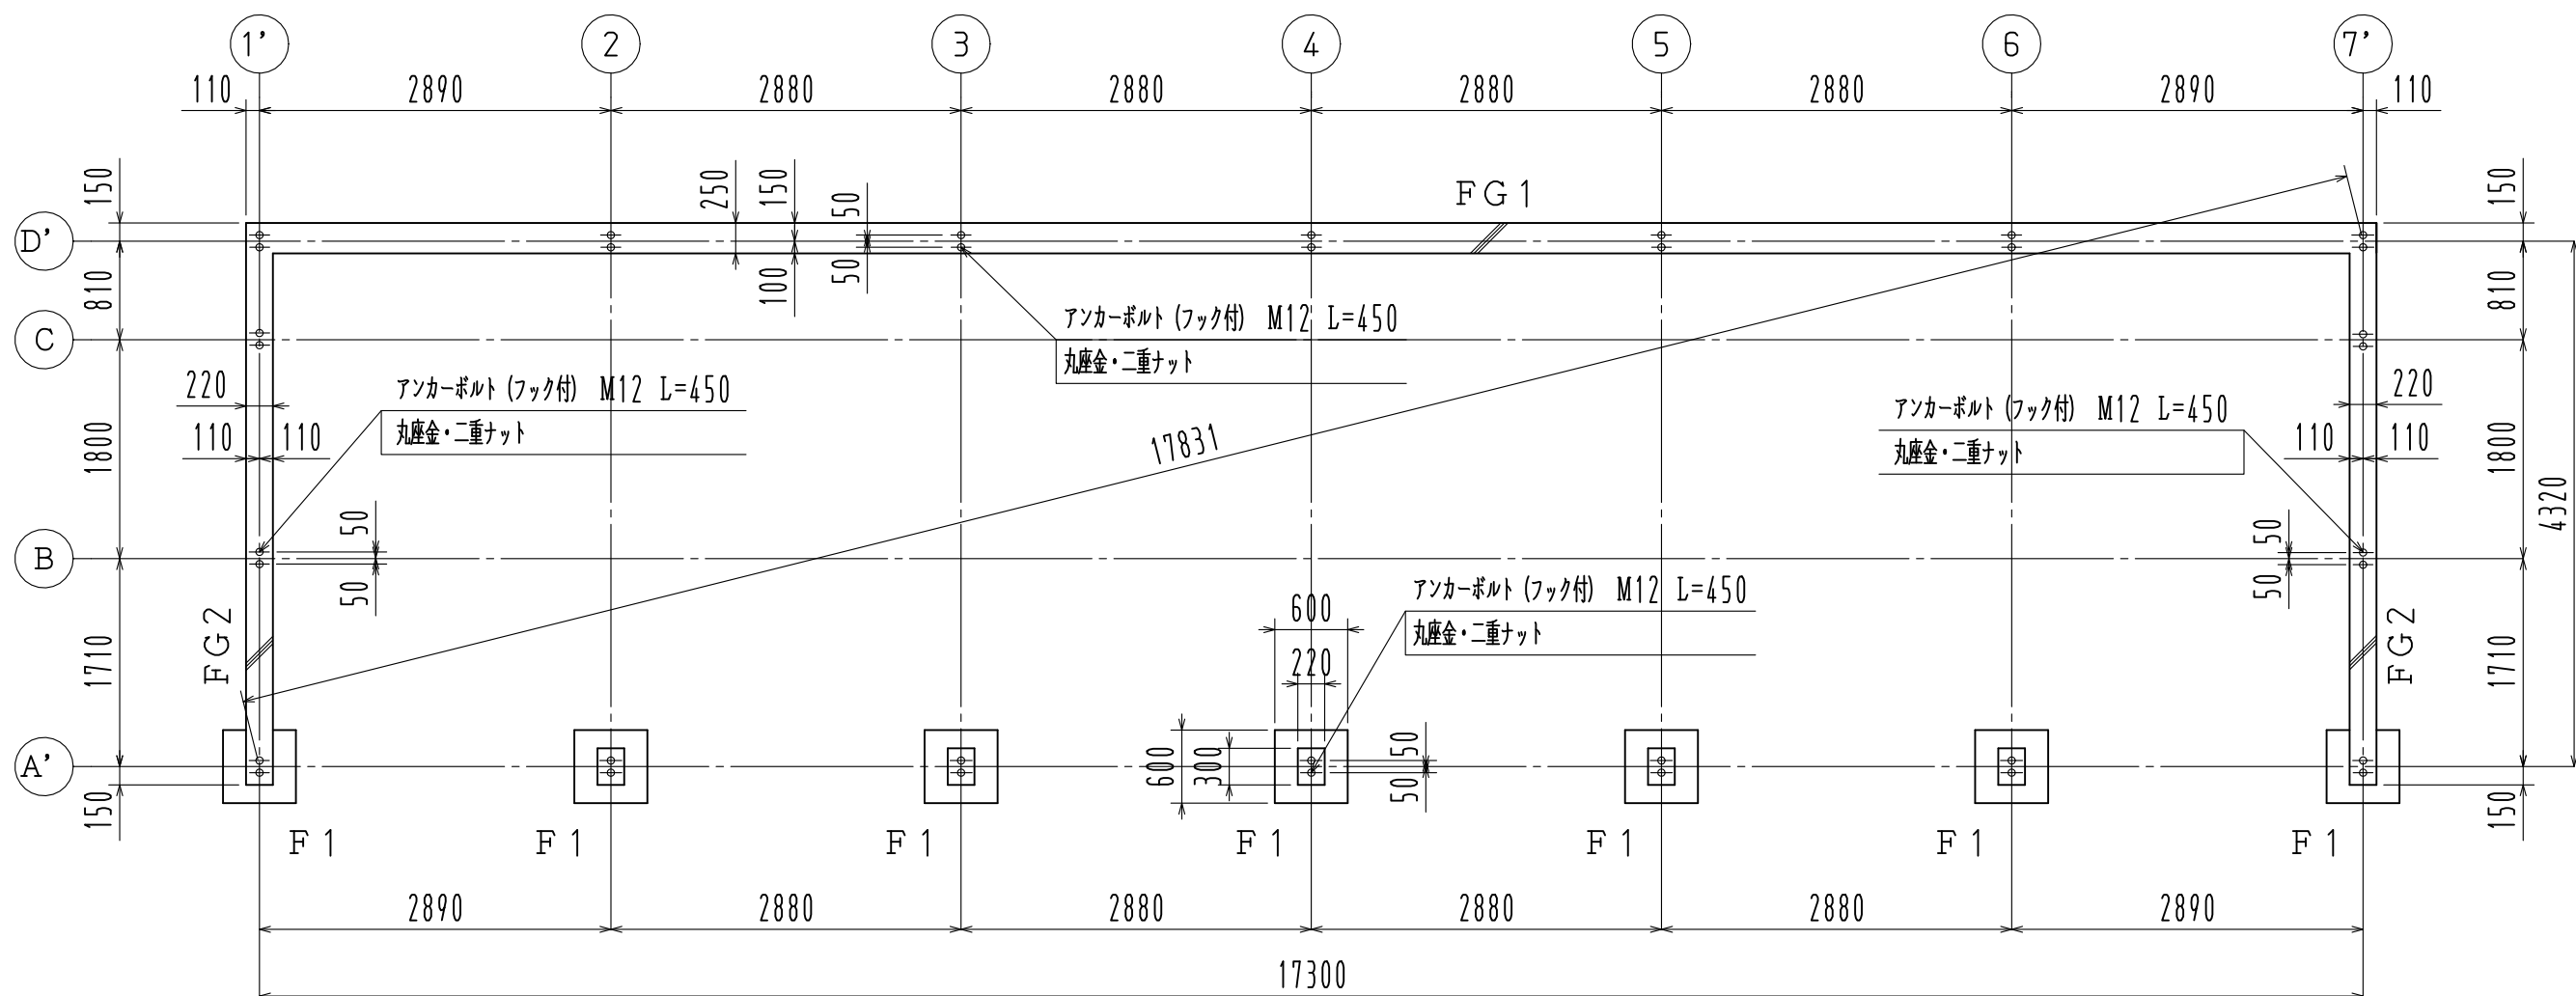 1’ 2 3 4 5 6 7’
110 2890 2880 2880 2880 2880 2890 110
150 250 150 50 FG1 150
D’
810 50 100 810
アンカーボルト (フック付) M12 L=450
丸座金・二重ナット
C
220 220
アンカーボルト (フック付) M12 L=450
丸座金・二重ナット
アンカーボルト (フック付) M12 L=450
丸座金・二重ナット
110 110 110 110
1800 17831 1800
4320
50 50
B
50 50
アンカーボルト (フック付) M12 L=450
丸座金・二重ナット
600
220
FG2 FG2
1710 1710
600 300 50
A’
50
150 150
F1 F1 F1 F1 F1 F1 F1
2890 2880 2880 2880 2880 2890
17300